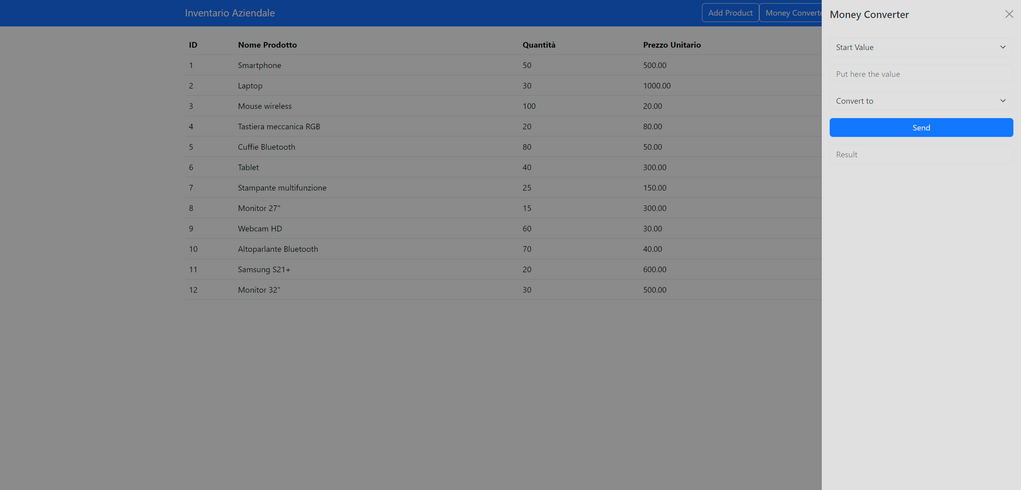 Inventario Aziendale Add Product Money Converte
ID Nome Prodotto Quantità Prezzo Unitario
1 Smartphone 50 500.00
2 Laptop 30 1000.00
3 Mouse wireless 100 20.00
4 Tastiera meccanica RGB 20 80.00
5 Cuffie Bluetooth 80 50.00
6 Tablet 40 300.00
7 Stampante multifunzione 25 150.00
8 Monitor 27" 15 300.00
9 Webcam HD 60 30.00
10 Altoparlante Bluetooth 70 40.00
11 Samsung S21+ 20 600.00
12 Monitor 32" 30 500.00
Money Converter
Start Value
Put here the value
Convert to
Send
Result